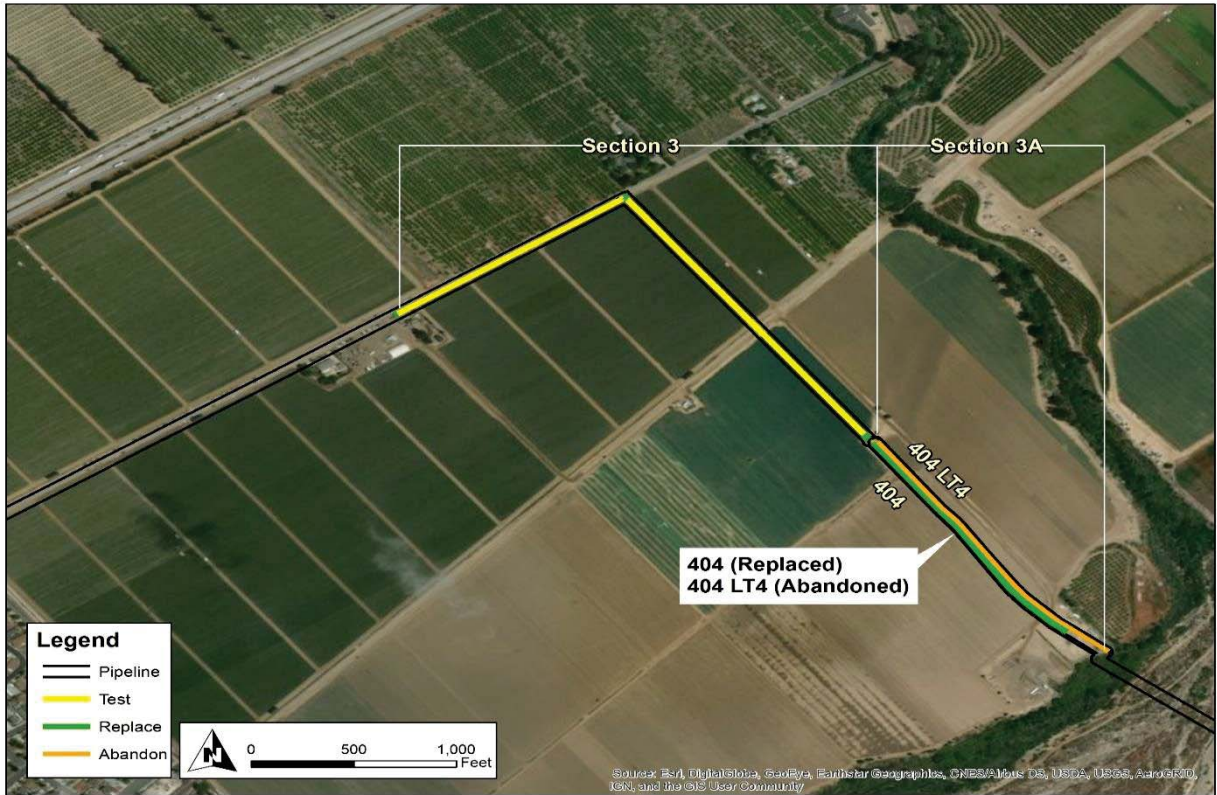 Section 3
Section 3A
404 LT4
404
404 (Replaced)
404 LT4 (Abandoned)
Legend
Pipeline
Test
Replace
Abandon
N
0 500 1,000
Feet
Source: Esri, DigitalGlobe, GeoEye, Earthstar Geographics, CNES/Airbus DS, USDA, USGS, AeroGRID,
IGN, and the GIS User Community